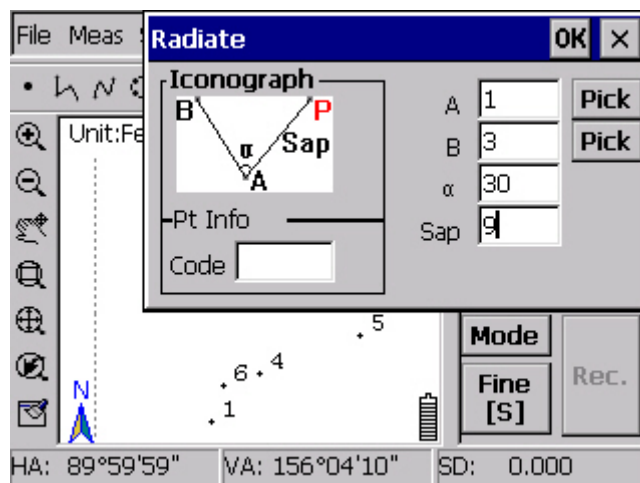 File Meas
Radiate
OK
×
Iconograph
B
P
α
Sap
A
Pt Info
Code
A 1 Pick
B 3 Pick
α 30
Sap 9
Unit:Fe
5
6
4
1
N
Mode
Fine
[S]
Rec.
HA: 89°59'59" VA: 156°04'10" SD: 0.000